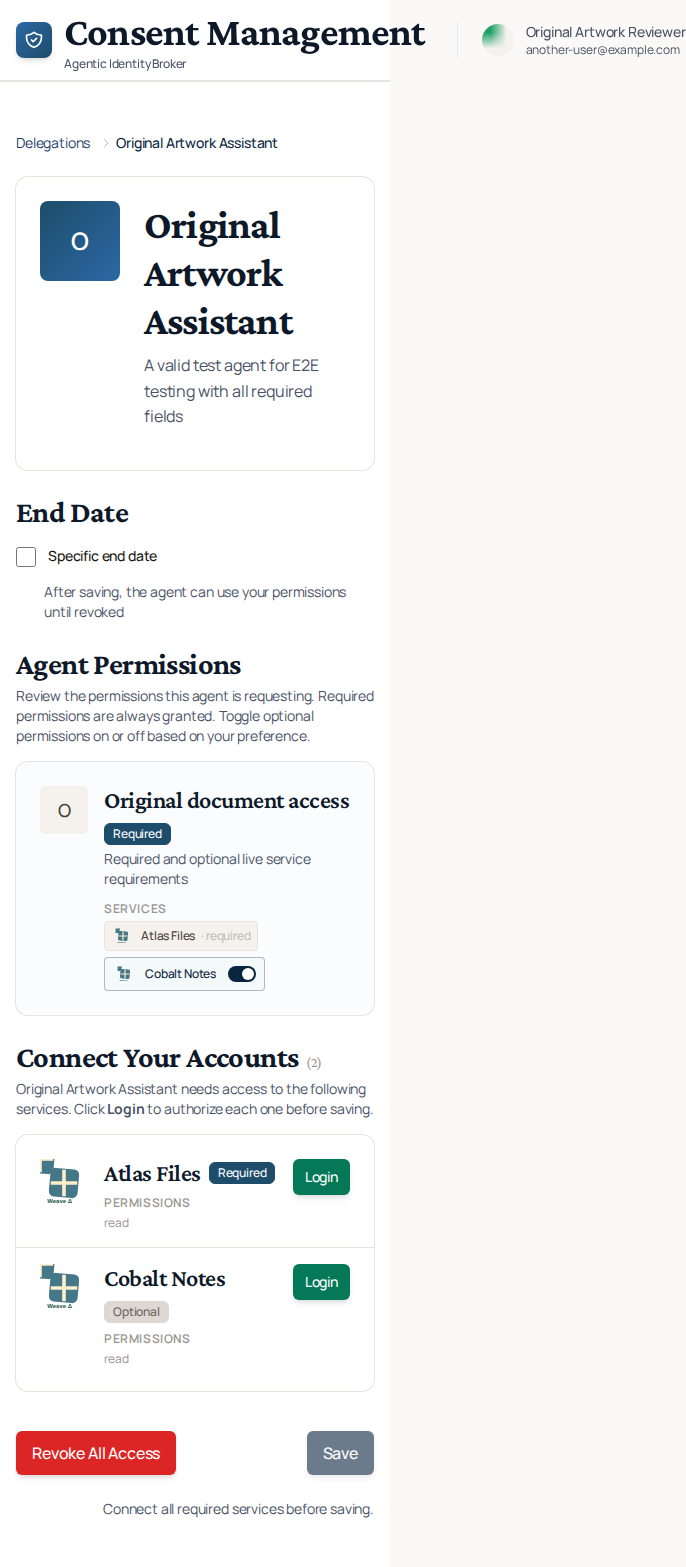 Consent Management
Agentic IdentityBroker
Original Artwork Reviewer
another-user@example.com
Delegations
Original Artwork Assistant
O
Original
Artwork
Assistant
A valid test agent for E2E
testing with all required
fields
End Date
Specific end date
After saving, the agent can use your permissions
until revoked
Agent Permissions
Review the permissions this agent is requesting. Required
permissions are always granted. Toggle optional
permissions on or off based on your preference.
O
Original document access
Required
Required and optional live service
requirements
SERVICES
Atlas Files · required
Cobalt Notes
Connect Your Accounts (2)
Original Artwork Assistant needs access to the following
services. Click Login to authorize each one before saving.
Weave Δ
Atlas Files Required
Login
PERMISSIONS
read
Weave Δ
Cobalt Notes
Login
Optional
PERMISSIONS
read
Revoke All Access
Save
Connect all required services before saving.